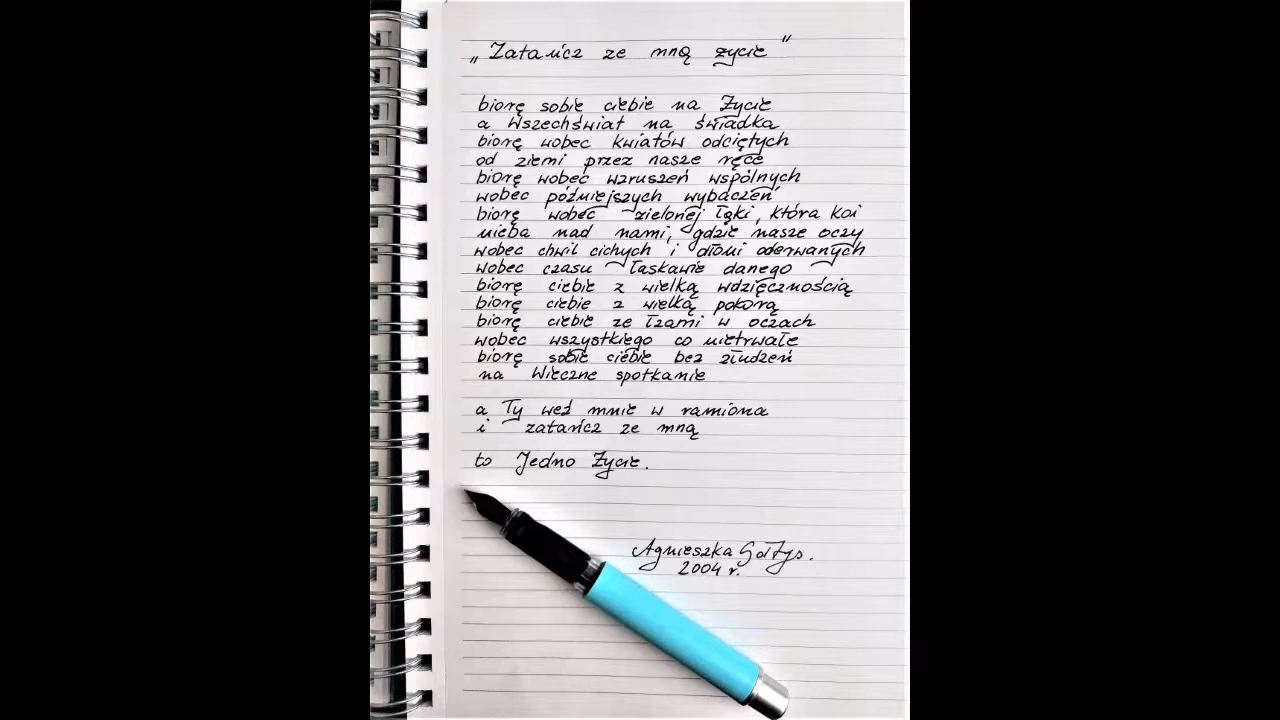 „Zatańcz ze mną życie"
biorę sobie ciebie na Życie
a Wszechświat na świadka
biorę wobec kwiatów odciętych
od ziemi przez nasze ręce
biorę wobec wzruszeń wspólnych
wobec późniejszych wybaczeń
biorę wobec zielonej łąki, która koi
nieba nad nami, gdzie nasze oczy
wobec chwil cichych i dłoni oderwanych
wobec czasu łaskawie danego
biorę ciebie z wielką wdzięcznością
biorę ciebie z wielką pokorą
biorę ciebie ze łzami w oczach
wobec wszystkiego co nietrwałe
biorę sobie ciebie bez złudzeń
na Wieczne spotkanie
a Ty weź mnie w ramiona
i zatańcz ze mną
to Jedno Życie.
Agnieszka Gołtys
2004 r.